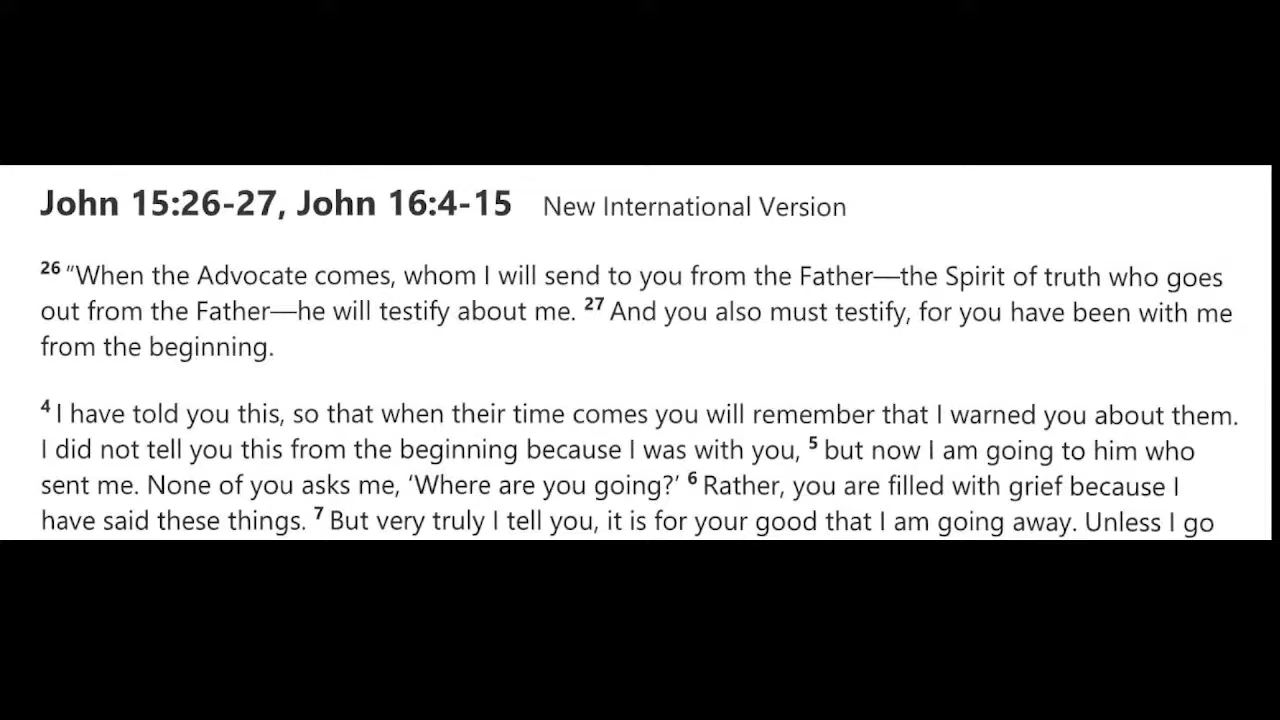 John 15:26-27, John 16:4-15 New International Version
26 "When the Advocate comes, whom I will send to you from the Father—the Spirit of truth who goes
out from the Father—he will testify about me. 27 And you also must testify, for you have been with me
from the beginning.
4 I have told you this, so that when their time comes you will remember that I warned you about them.
I did not tell you this from the beginning because I was with you, 5 but now I am going to him who
sent me. None of you asks me, ‘Where are you going?’ 6 Rather, you are filled with grief because I
have said these things. 7 But very truly I tell you, it is for your good that I am going away. Unless I go